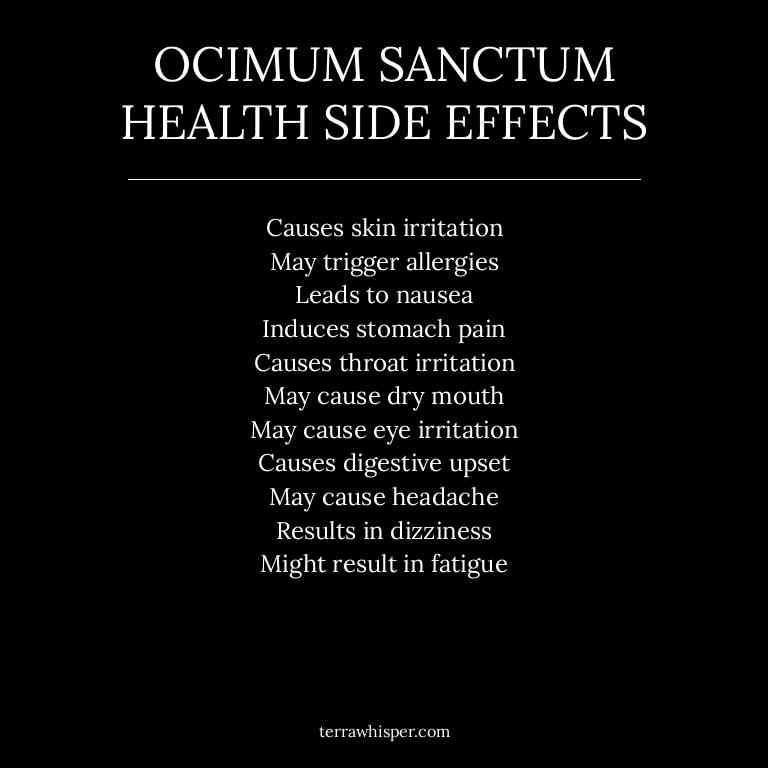 OCIMUM SANCTUM
HEALTH SIDE EFFECTS
Causes skin irritation
May trigger allergies
Leads to nausea
Induces stomach pain
Causes throat irritation
May cause dry mouth
May cause eye irritation
Causes digestive upset
May cause headache
Results in dizziness
Might result in fatigue
terrawhisper.com